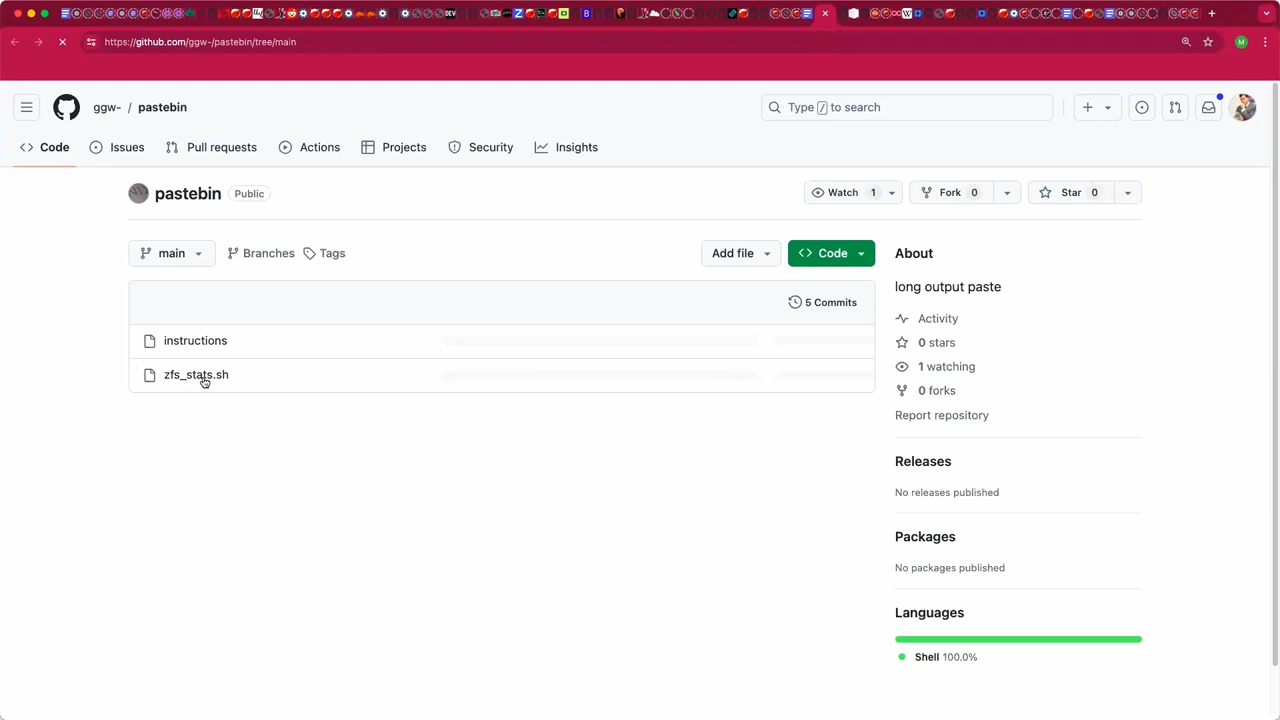 https://github.com/ggw-/pastebin/tree/main
M
ggw- / pastebin
Type / to search
Code
Issues
Pull requests
Actions
Projects
Security
Insights
pastebin
Public
Watch 1
Fork 0
Star 0
main
Branches
Tags
Add file
Code
About
long output paste
5 Commits
instructions
zfs_stats.sh
Activity
0 stars
1 watching
0 forks
Report repository
Releases
No releases published
Packages
No packages published
Languages
Shell 100.0%